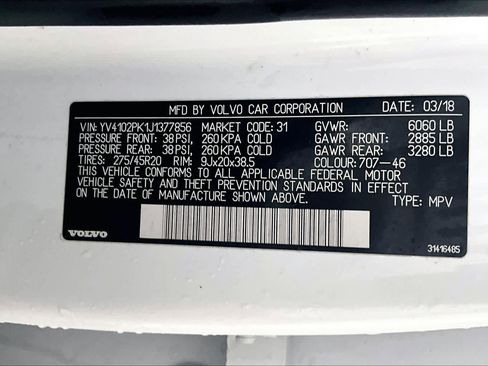 MFD BY VOLVO CAR CORPORATION DATE: 03/18
VIN: YV4102PK1J1377856 MARKET CODE: 31 GVWR: 6060 LB
PRESSURE FRONT: 38 PSI, 260 KPA COLD GAWR FRONT: 2885 LB
PRESSURE REAR: 38 PSI, 260 KPA COLD GAWR REAR: 3280 LB
TIRES: 275/45R20 RIM: 9Jx20x38.5 COLOUR: 707-46
THIS VEHICLE CONFORMS TO ALL APPLICABLE FEDERAL MOTOR
VEHICLE SAFETY AND THEFT PREVENTION STANDARDS IN EFFECT
ON THE DATE OF MANUFACTURE SHOWN ABOVE. TYPE: MPV
VOLVO 31416485